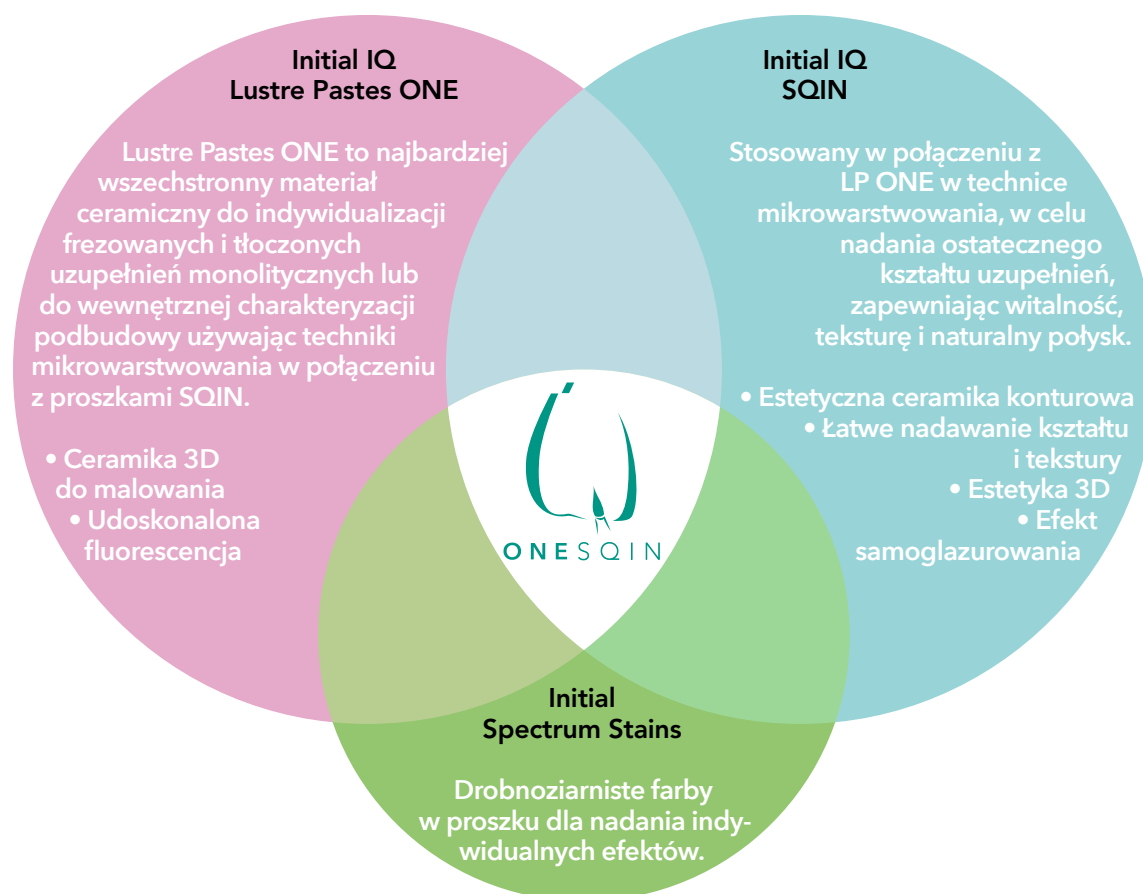 Initial IQ
Lustre Pastes ONE
Lustre Pastes ONE to najbardziej
wszechstronny materiał
ceramiczny do indywidualizacji
frezowanych i tłoczonych
uzupełnień monolitycznych lub
do wewnętrznej charakteryzacji
podbudowy używając techniki
mikrowarstwowania w połączeniu
z proszkami SQIN.
• Ceramika 3D
do malowania
• Udoskonalona
fluorescencja
Initial IQ
SQIN
Stosowany w połączeniu z
LP ONE w technice
mikrowarstwowania, w celu
nadania ostatecznego
kształtu uzupełnień,
zapewniając witalność,
teksturę i naturalny połysk.
• Estetyczna ceramika konturowa
• Łatwe nadawanie kształtu
i tekstury
• Estetyka 3D
• Efekt
samoglazurowania
ONESQIN
Initial
Spectrum Stains
Drobnoziarniste farby
w proszku dla nadania indy-
widualnych efektów.